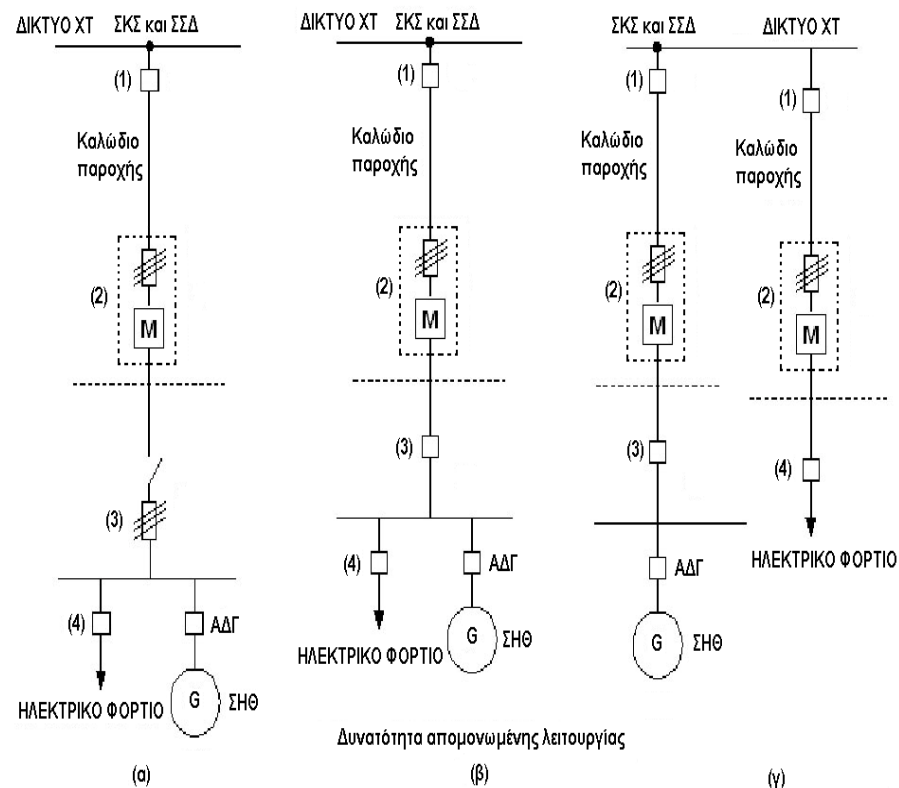 ΔΙΚΤΥΟ ΧΤ ΣΚΣ και ΣΣΔ
(1)
Καλώδιο
παροχής
(2)
M
(3)
(4)
ΑΔΓ
G
ΣΗΘ
ΗΛΕΚΤΡΙΚΟ ΦΟΡΤΙΟ
(α)
ΔΙΚΤΥΟ ΧΤ ΣΚΣ και ΣΣΔ
(1)
Καλώδιο
παροχής
(2)
M
(3)
(4)
ΑΔΓ
G
ΣΗΘ
ΗΛΕΚΤΡΙΚΟ ΦΟΡΤΙΟ
Δυνατότητα απομονωμένης λειτουργίας
(β)
ΣΚΣ και ΣΣΔ
(1)
Καλώδιο
παροχής
(2)
M
(3)
ΑΔΓ
G
ΣΗΘ
ΔΙΚΤΥΟ ΧΤ
(1)
Καλώδιο
παροχής
(2)
M
(4)
ΗΛΕΚΤΡΙΚΟ ΦΟΡΤΙΟ
(γ)